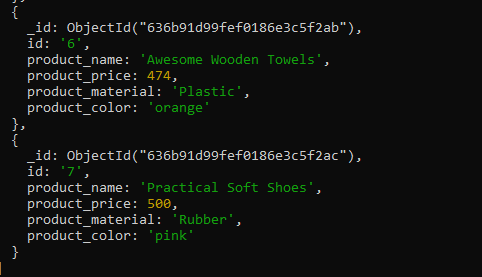 {
_id: ObjectId("636b91d99fef0186e3c5f2ab"),
id: '6',
product_name: 'Awesome Wooden Towels',
product_price: 474,
product_material: 'Plastic',
product_color: 'orange'
},
{
_id: ObjectId("636b91d99fef0186e3c5f2ac"),
id: '7',
product_name: 'Practical Soft Shoes',
product_price: 500,
product_material: 'Rubber',
product_color: 'pink'
}